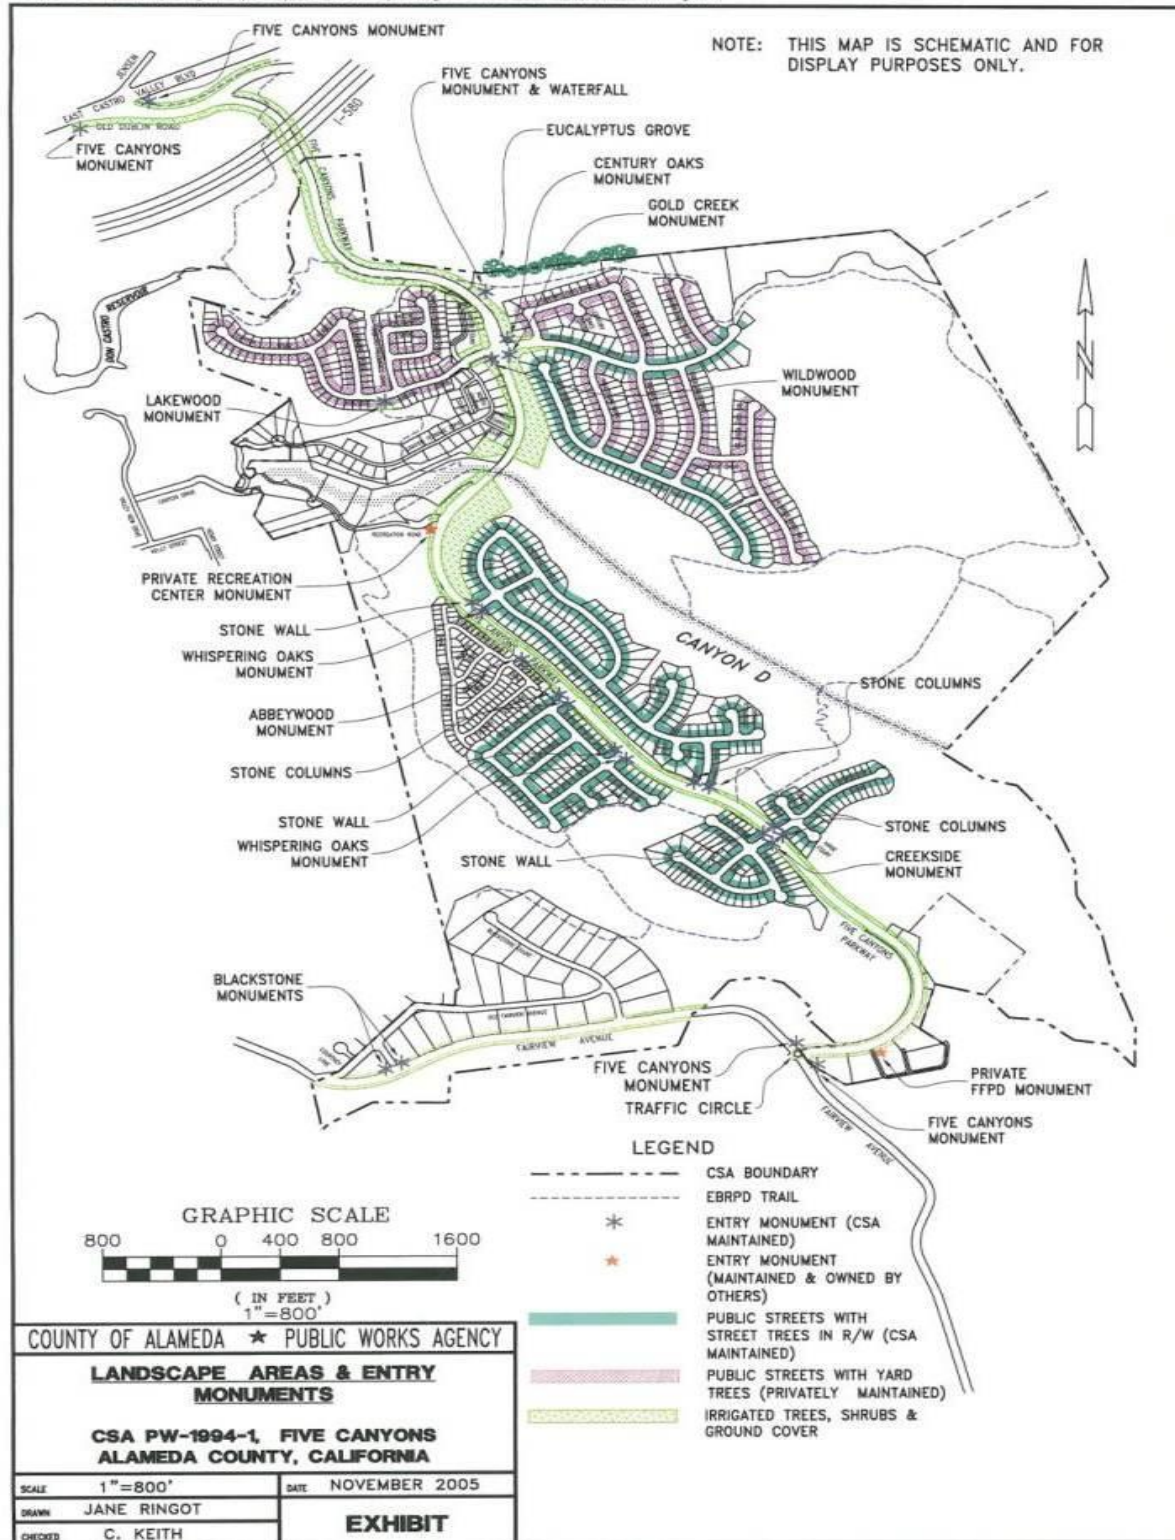 FIVE CANYONS MONUMENT
NOTE: THIS MAP IS SCHEMATIC AND FOR
DISPLAY PURPOSES ONLY.
JENSEN
EAST CASTRO VALLEY BLVD
OLD DUBLIN ROAD
I-580
FIVE CANYONS
MONUMENT
FIVE CANYONS
MONUMENT & WATERFALL
EUCALYPTUS GROVE
CENTURY OAKS
MONUMENT
GOLD CREEK
MONUMENT
FIVE CANYONS PARKWAY
DON CASTRO RESERVOIR
N
LAKEWOOD
MONUMENT
WILDWOOD
MONUMENT
RECREATION ROAD
PRIVATE RECREATION
CENTER MONUMENT
STONE WALL
WHISPERING OAKS
MONUMENT
CANYON D
STONE COLUMNS
ABBEYWOOD
MONUMENT
STONE COLUMNS
STONE WALL
WHISPERING OAKS
MONUMENT
STONE WALL
STONE COLUMNS
CREEKSIDE
MONUMENT
FIVE CANYONS
PARKWAY
BLACKSTONE
MONUMENTS
OLD FAIRVIEW AVENUE
FAIRVIEW AVENUE
FIVE CANYONS
MONUMENT
TRAFFIC CIRCLE
PRIVATE
FFPD MONUMENT
FIVE CANYONS
MONUMENT
FAIRVIEW AVENUE
LEGEND
CSA BOUNDARY
EBRPD TRAIL
ENTRY MONUMENT (CSA
MAINTAINED)
ENTRY MONUMENT
(MAINTAINED & OWNED BY
OTHERS)
PUBLIC STREETS WITH
STREET TREES IN R/W (CSA
MAINTAINED)
PUBLIC STREETS WITH YARD
TREES (PRIVATELY MAINTAINED)
IRRIGATED TREES, SHRUBS &
GROUND COVER
GRAPHIC SCALE
800 0 400 800 1600
( IN FEET )
1"=800'
COUNTY OF ALAMEDA ★ PUBLIC WORKS AGENCY
LANDSCAPE AREAS & ENTRY
MONUMENTS
CSA PW-1994-1, FIVE CANYONS
ALAMEDA COUNTY, CALIFORNIA
SCALE 1"=800'
DATE NOVEMBER 2005
DRAWN JANE RINGOT
CHECKED C. KEITH
EXHIBIT